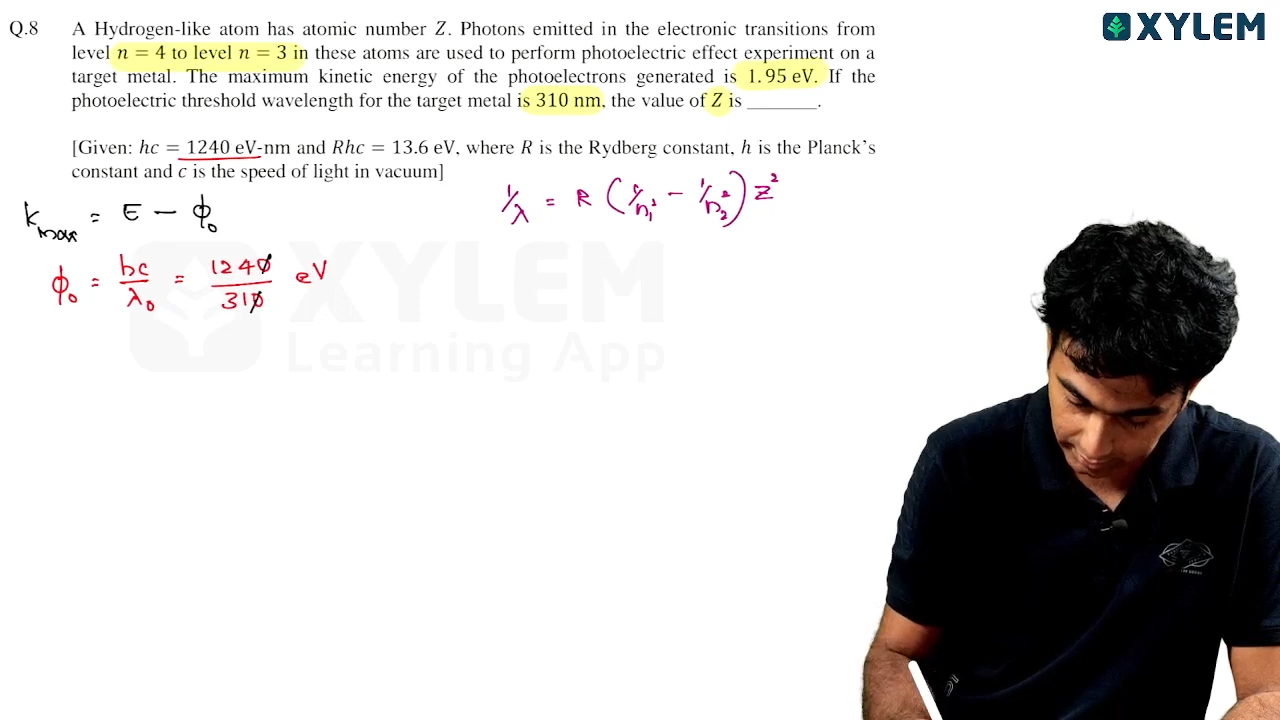 XYLEM
Q.8 A Hydrogen-like atom has atomic number Z. Photons emitted in the electronic transitions from
level n = 4 to level n = 3 in these atoms are used to perform photoelectric effect experiment on a
target metal. The maximum kinetic energy of the photoelectrons generated is 1.95 eV. If the
photoelectric threshold wavelength for the target metal is 310 nm, the value of Z is _______.
[Given: hc = 1240 eV-nm and Rhc = 13.6 eV, where R is the Rydberg constant, h is the Planck's
constant and c is the speed of light in vacuum]
1/λ = R (1/n₁² − 1/n₂²) Z²
Kmax = E − ϕ₀
ϕ₀ = hc/λ₀ = 1240/310 eV
XYLEM
Learning App